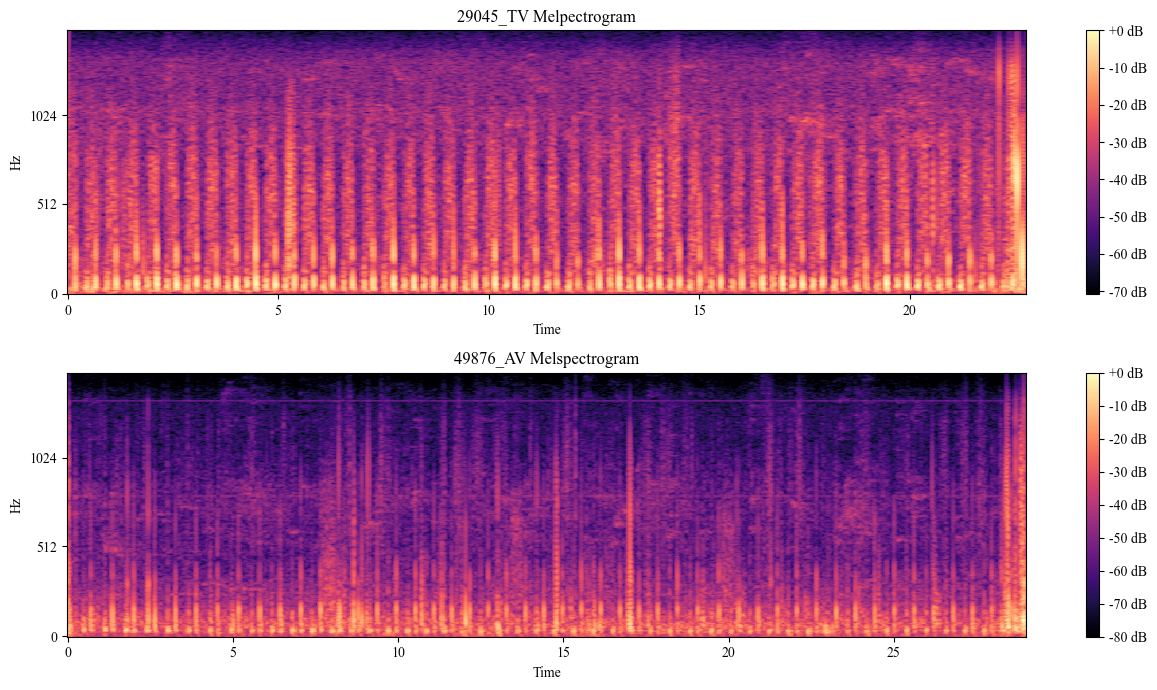 29045_TV Melpectrogram
Hz
1024
512
0
0 5 10 15 20
Time
+0 dB
-10 dB
-20 dB
-30 dB
-40 dB
-50 dB
-60 dB
-70 dB
49876_AV Melspectrogram
Hz
1024
512
0
0 5 10 15 20 25
Time
+0 dB
-10 dB
-20 dB
-30 dB
-40 dB
-50 dB
-60 dB
-70 dB
-80 dB